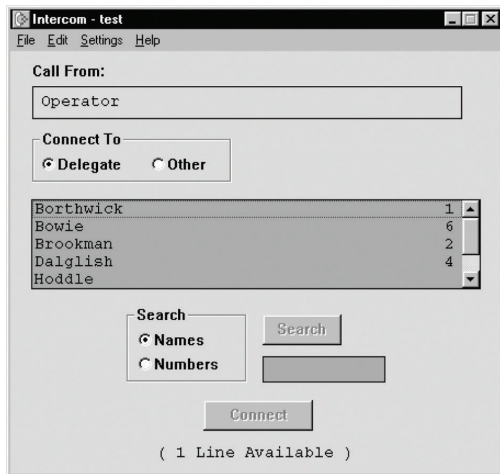 Intercom - test
File Edit Settings Help
Call From:
Operator
Connect To
Delegate Other
Borthwick 1
Bowie 6
Brookman 2
Dalglish 4
Hoddle
Search
Names
Search
Numbers
Connect
( 1 Line Available )